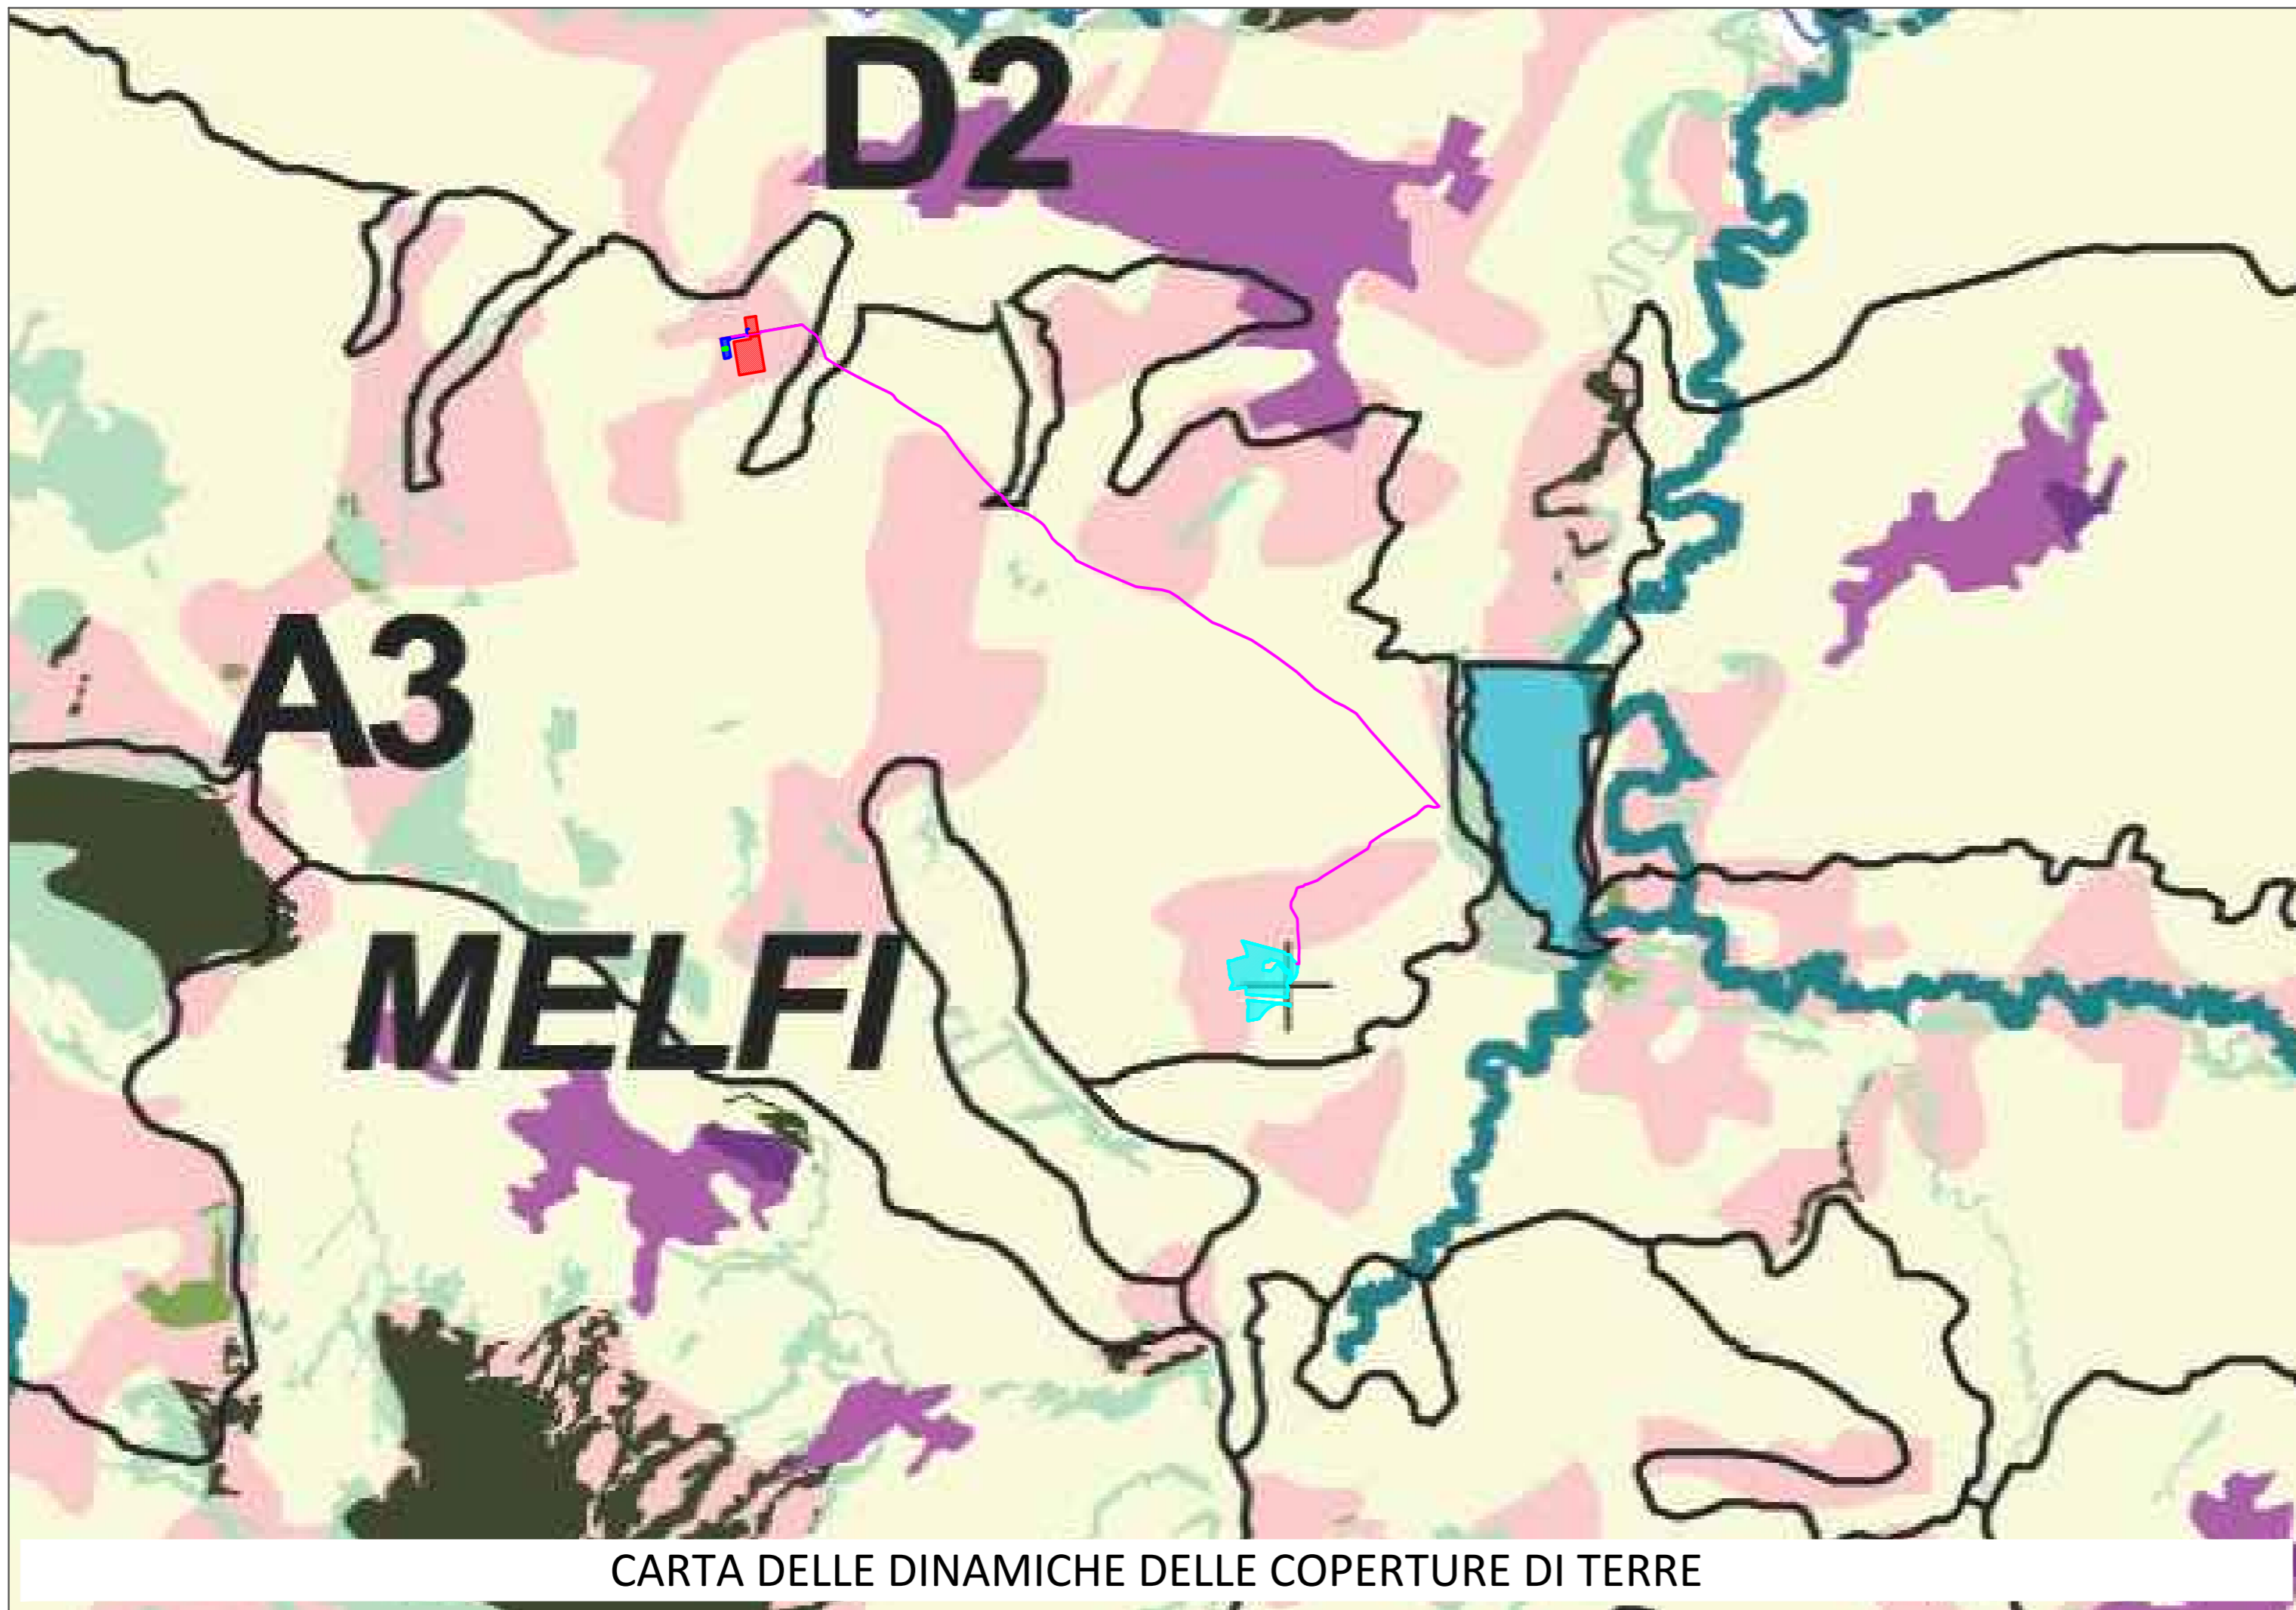 D2
A3
MELFI
CARTA DELLE DINAMICHE DELLE COPERTURE DI TERRE